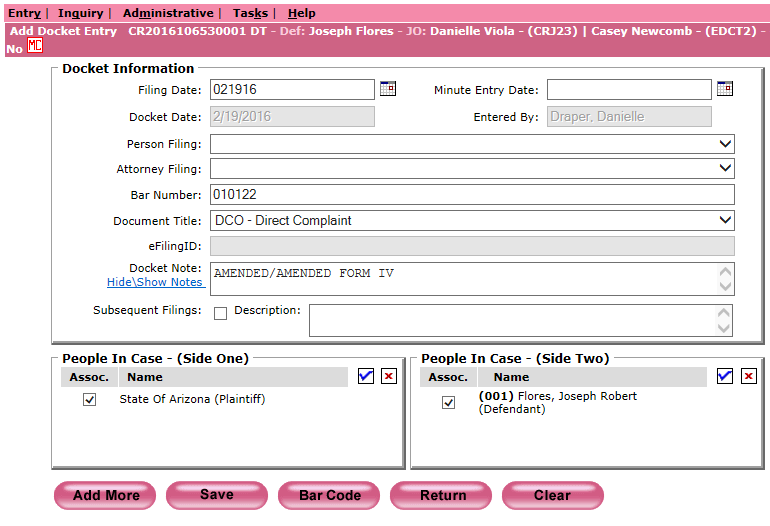 Entry | Inquiry | Administrative | Tasks | Help
Add Docket Entry CR2016106530001 DT - Def: Joseph Flores - JO: Danielle Viola - (CRJ23) | Casey Newcomb - (EDCT2) -
No MC
Docket Information
Filing Date: 021916 Minute Entry Date:
Docket Date: 2/19/2016 Entered By: Draper, Danielle
Person Filing:
Attorney Filing:
Bar Number: 010122
Document Title: DCO - Direct Complaint
eFilingID:
Docket Note: AMENDED/AMENDED FORM IV
Hide\Show Notes
Subsequent Filings: Description:
People In Case - (Side One) People In Case - (Side Two)
Assoc. Name Assoc. Name
State Of Arizona (Plaintiff) (001) Flores, Joseph Robert
(Defendant)
Add More Save Bar Code Return Clear